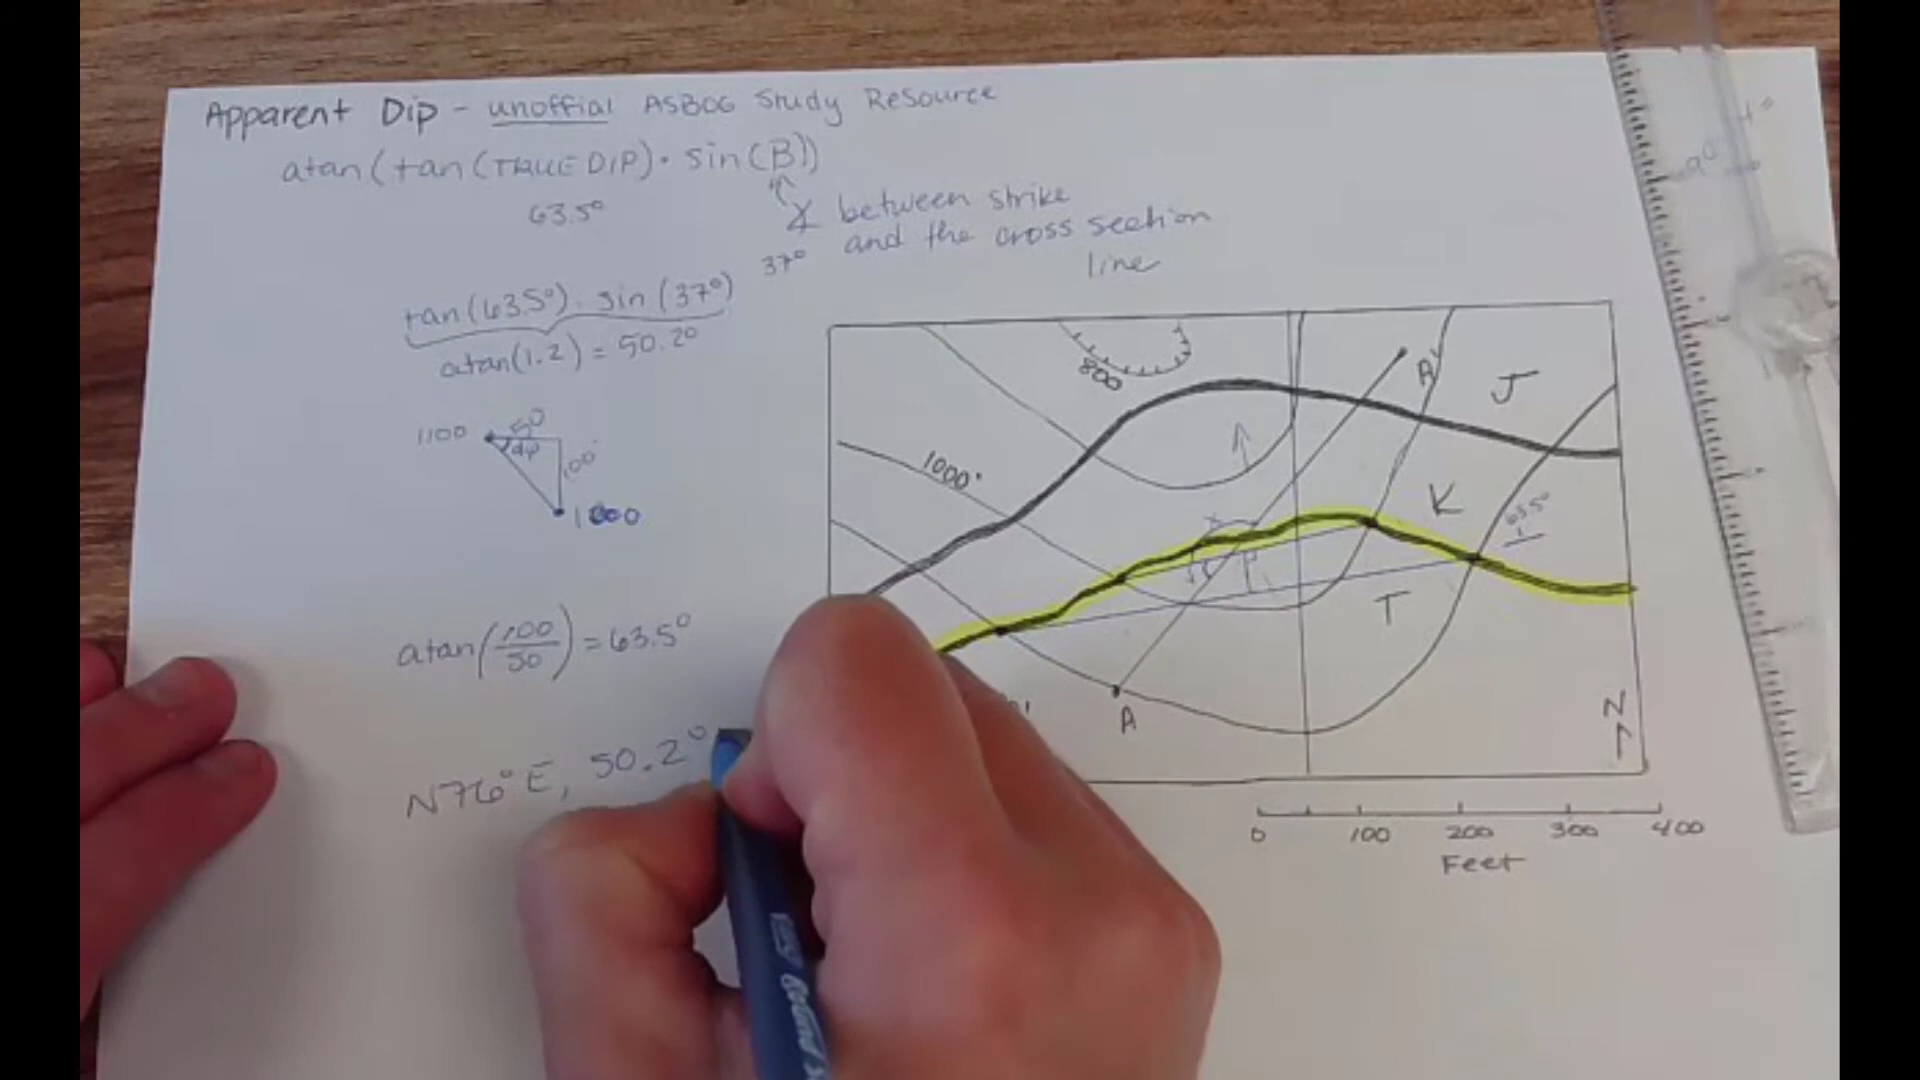 Apparent Dip - unoffial ASBOG Study Resource
atan(tan(TRUE DIP) · sin(B))
63.5°
∡ between strike
37° and the cross section
line
tan(63.5°) · sin(37°)
atan(1.2) = 50.2°
1100
50
dip
100'
1000
atan(100/50) = 63.5°
N76°E, 50.2°
800
A'
J
1000'
K
63.5°
T
A
N
0 100 200 300 400
Feet